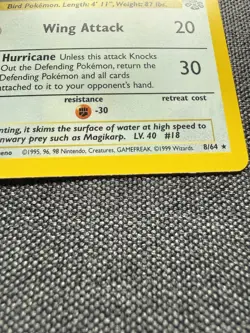 Bird Pokémon. Length: 4' 11", Weight: 87 lbs.
Wing Attack 20
Hurricane Unless this attack Knocks
Out the Defending Pokémon, return the
Defending Pokémon and all cards
attached to it to your opponent's hand. 30
resistance retreat cost
-30
nting, it skims the surface of water at high speed to
nwary prey such as Magikarp. LV. 40 #18
eno ©1995, 96, 98 Nintendo, Creatures, GAMEFREAK. ©1999 Wizards. 8/64 ★